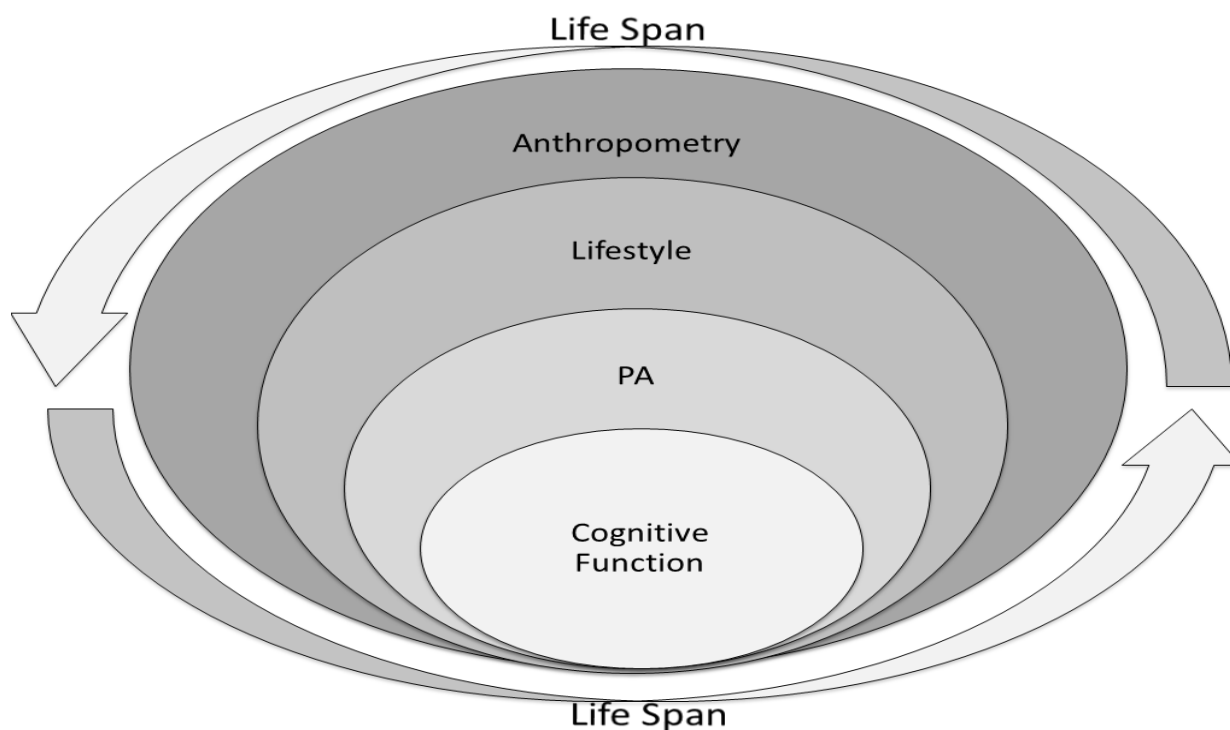 Life Span
Anthropometry
Lifestyle
PA
Cognitive
Function
Life Span